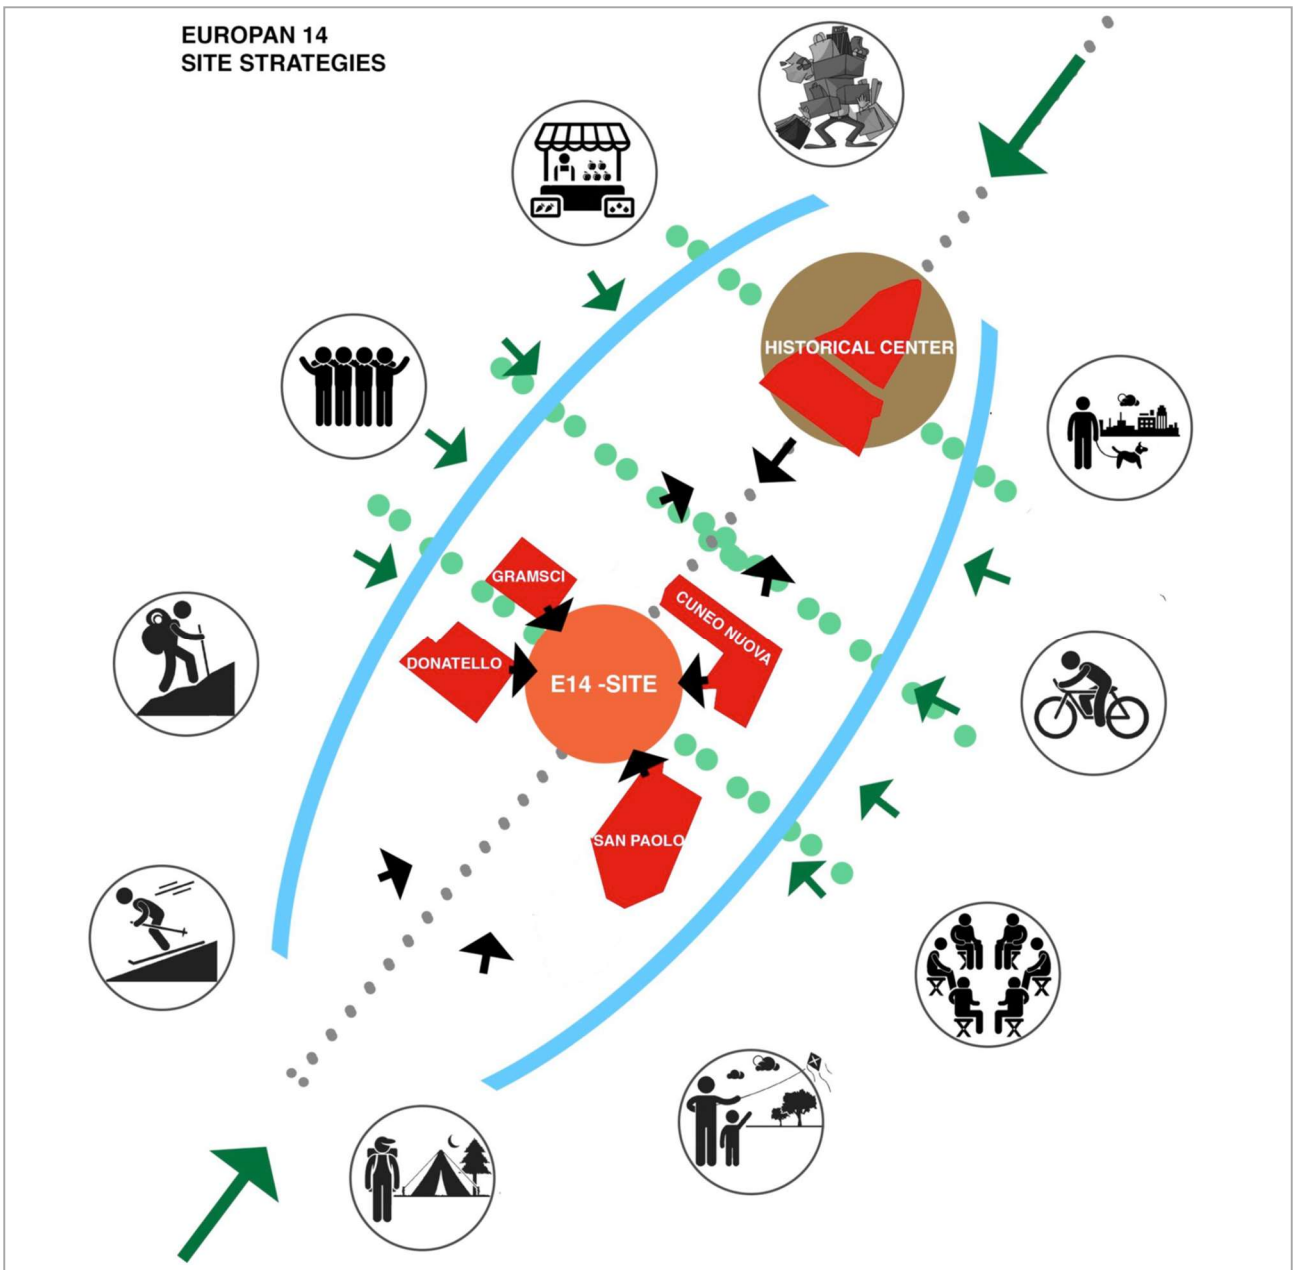 EUROPAN 14
SITE STRATEGIES
HISTORICAL CENTER
GRAMSCI
CUNEO NUOVA
DONATELLO
E14 -SITE
SAN PAOLO